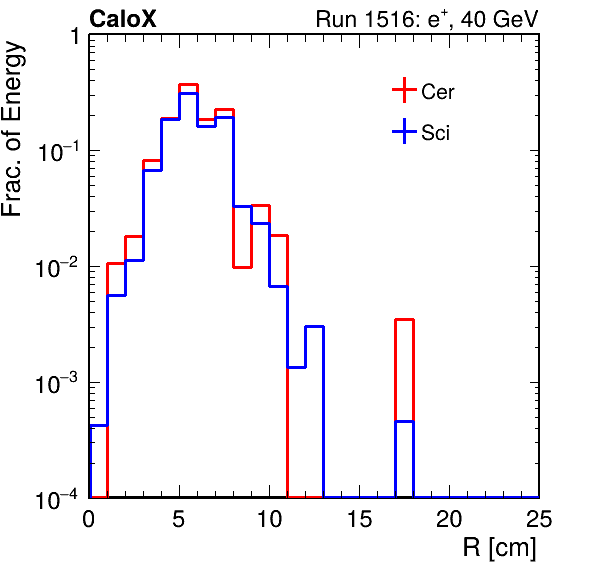 CaloX Run 1516: e⁺, 40 GeV
Frac. of Energy
1
10⁻¹
10⁻²
10⁻³
10⁻⁴
Cer
Sci
0 5 10 15 20 25
R [cm]